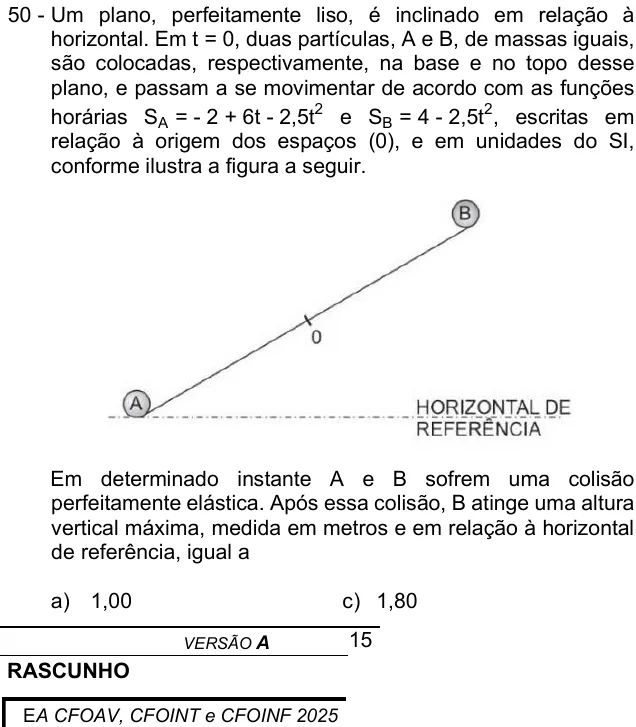 50 - Um plano, perfeitamente liso, é inclinado em relação à
horizontal. Em t = 0, duas partículas, A e B, de massas iguais,
são colocadas, respectivamente, na base e no topo desse
plano, e passam a se movimentar de acordo com as funções
horárias S_A = - 2 + 6t - 2,5t² e S_B = 4 - 2,5t², escritas em
relação à origem dos espaços (0), e em unidades do SI,
conforme ilustra a figura a seguir.
B
0
A
HORIZONTAL DE
REFERÊNCIA
Em determinado instante A e B sofrem uma colisão
perfeitamente elástica. Após essa colisão, B atinge uma altura
vertical máxima, medida em metros e em relação à horizontal
de referência, igual a
a) 1,00 c) 1,80
VERSÃO A 15
RASCUNHO
EA CFOAV, CFOINT e CFOINF 2025